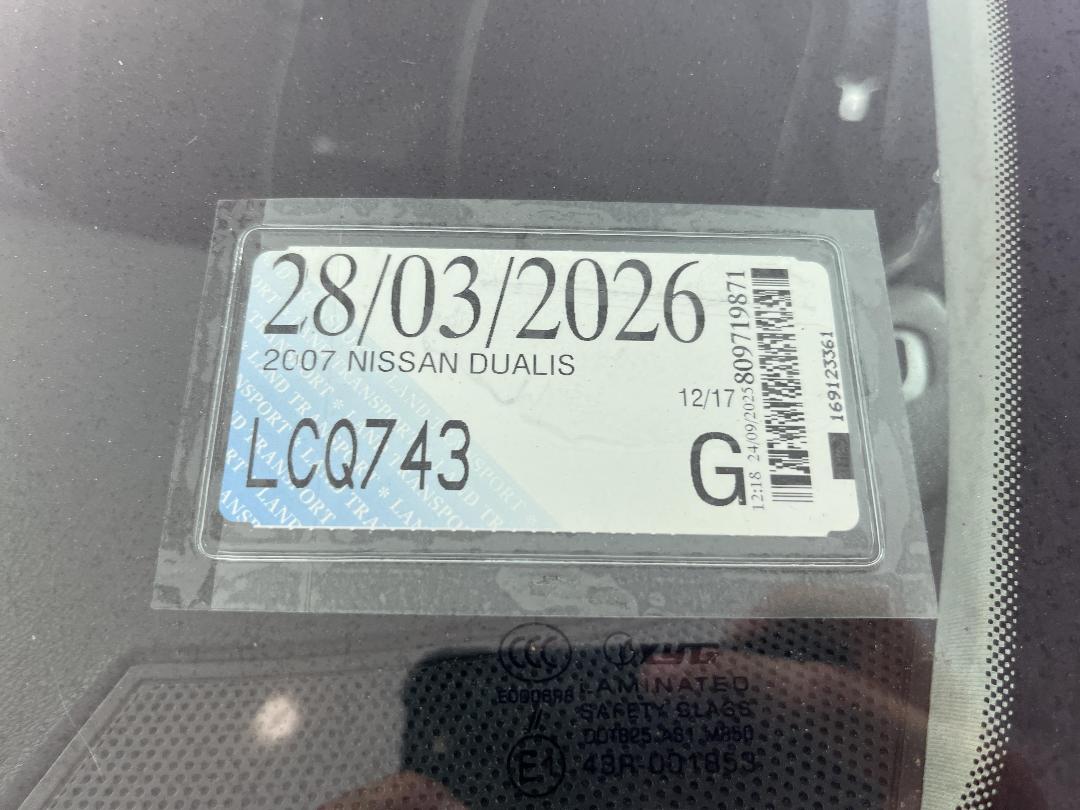 28/03/2026
2007 NISSAN DUALIS
12/17
LCQ743
G
12:18 24/09/2025 809719871
169123361
LAMINATED
SAFETY GLASS
43R-001853
E1